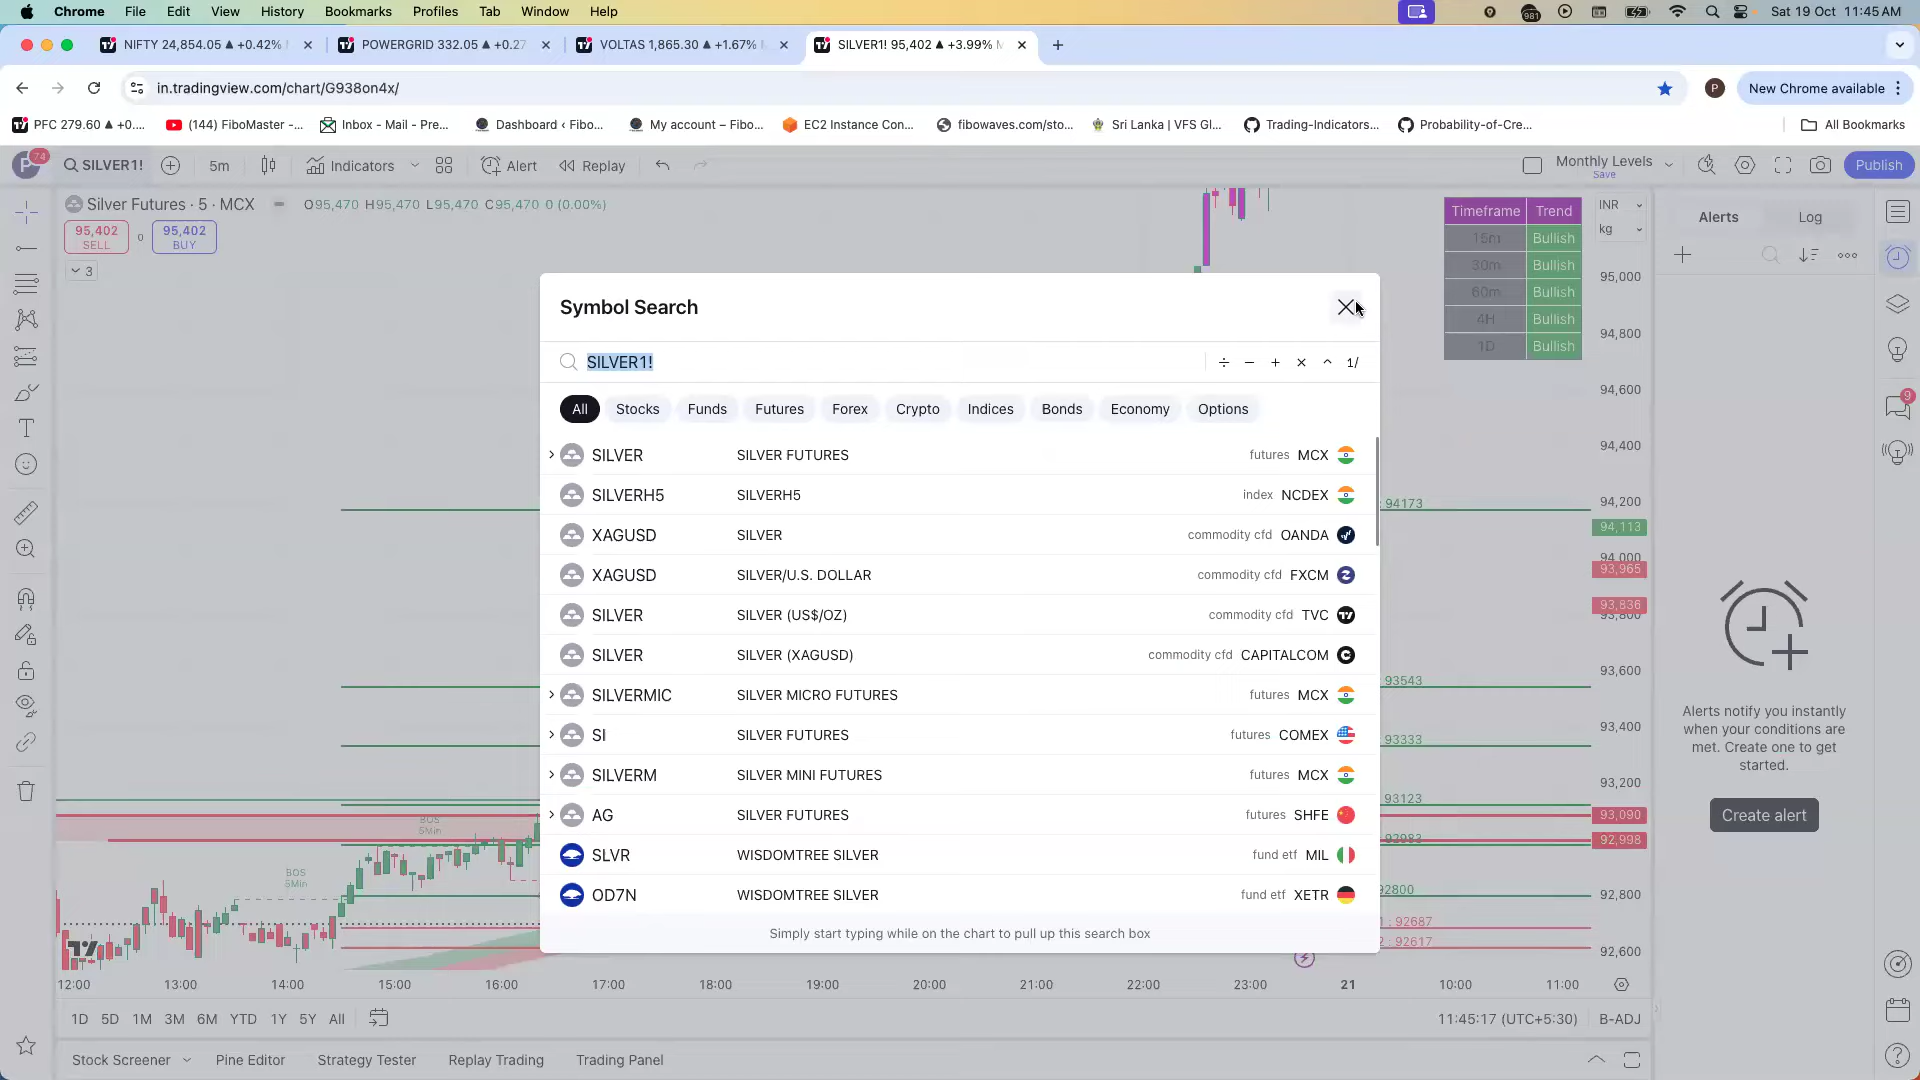 Chrome File Edit View History Bookmarks Profiles Tab Window Help
981
Sat 19 Oct 11:45 AM
NIFTY 24,854.05 ▲ +0.42%
POWERGRID 332.05 ▲ +0.27
VOLTAS 1,865.30 ▲ +1.67%
SILVER1! 95,402 ▲ +3.99%
in.tradingview.com/chart/G938on4x/
P
New Chrome available
PFC 279.60 ▲ +0....
(144) FiboMaster -...
Inbox - Mail - Pre...
Dashboard ‹ Fibo...
My account – Fibo...
EC2 Instance Con...
fibowaves.com/sto...
Sri Lanka | VFS Gl...
Trading-Indicators...
Probability-of-Cre...
All Bookmarks
P 74
SILVER1!
5m
Indicators
Alert
Replay
Monthly Levels
Save
Publish
Silver Futures · 5 · MCX
O95,470 H95,470 L95,470 C95,470 0 (0.00%)
95,402 SELL
0
95,402 BUY
3
Timeframe Trend
15m Bullish
30m Bullish
60m Bullish
4H Bullish
1D Bullish
INR
kg
Alerts Log
Symbol Search
SILVER1!
÷ − + × ^ 1/
All Stocks Funds Futures Forex Crypto Indices Bonds Economy Options
SILVER SILVER FUTURES futures MCX
SILVERH5 SILVERH5 index NCDEX
XAGUSD SILVER commodity cfd OANDA
XAGUSD SILVER/U.S. DOLLAR commodity cfd FXCM
SILVER SILVER (US$/OZ) commodity cfd TVC
SILVER SILVER (XAGUSD) commodity cfd CAPITALCOM
SILVERMIC SILVER MICRO FUTURES futures MCX
SI SILVER FUTURES futures COMEX
SILVERM SILVER MINI FUTURES futures MCX
AG SILVER FUTURES futures SHFE
SLVR WISDOMTREE SILVER fund etf MIL
OD7N WISDOMTREE SILVER fund etf XETR
Simply start typing while on the chart to pull up this search box
95,000
94,800
94,600
94,400
94,200
94,113
94,000
93,965
93,836
93,800
93,600
93,400
93,200
93,090
92,998
92,800
92,600
94173
93543
93333
93123
92983
92800
1 : 92687
2 : 92617
BOS
5Min
BOS
5Min
9
Alerts notify you instantly
when your conditions are
met. Create one to get
started.
Create alert
12:00 13:00 14:00 15:00 16:00 17:00 18:00 19:00 20:00 21:00 22:00 23:00 21 10:00 11:00
1D 5D 1M 3M 6M YTD 1Y 5Y All
11:45:17 (UTC+5:30) B-ADJ
Stock Screener Pine Editor Strategy Tester Replay Trading Trading Panel